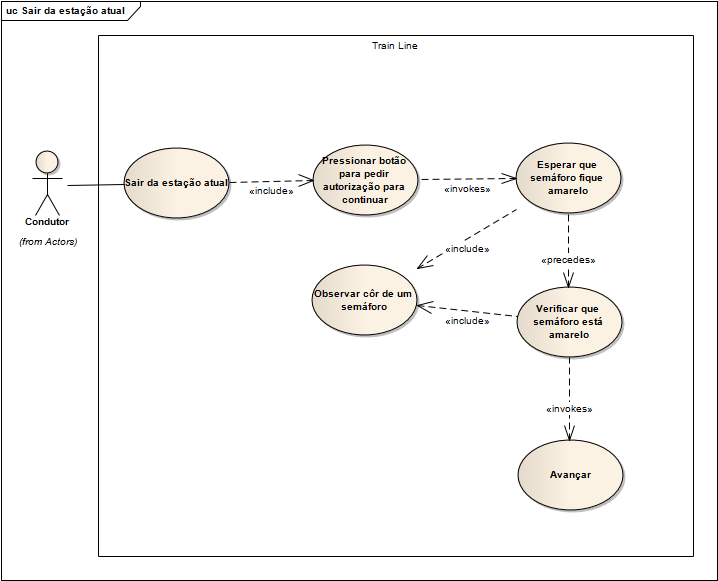 uc Sair da estação atual
Train Line
Condutor
(from Actors)
Sair da estação atual
«include»
Pressionar botão
para pedir
autorização para
continuar
«invokes»
Esperar que
semáforo fique
amarelo
«include»
«precedes»
Observar côr de um
semáforo
«include»
Verificar que
semáforo está
amarelo
«invokes»
Avançar